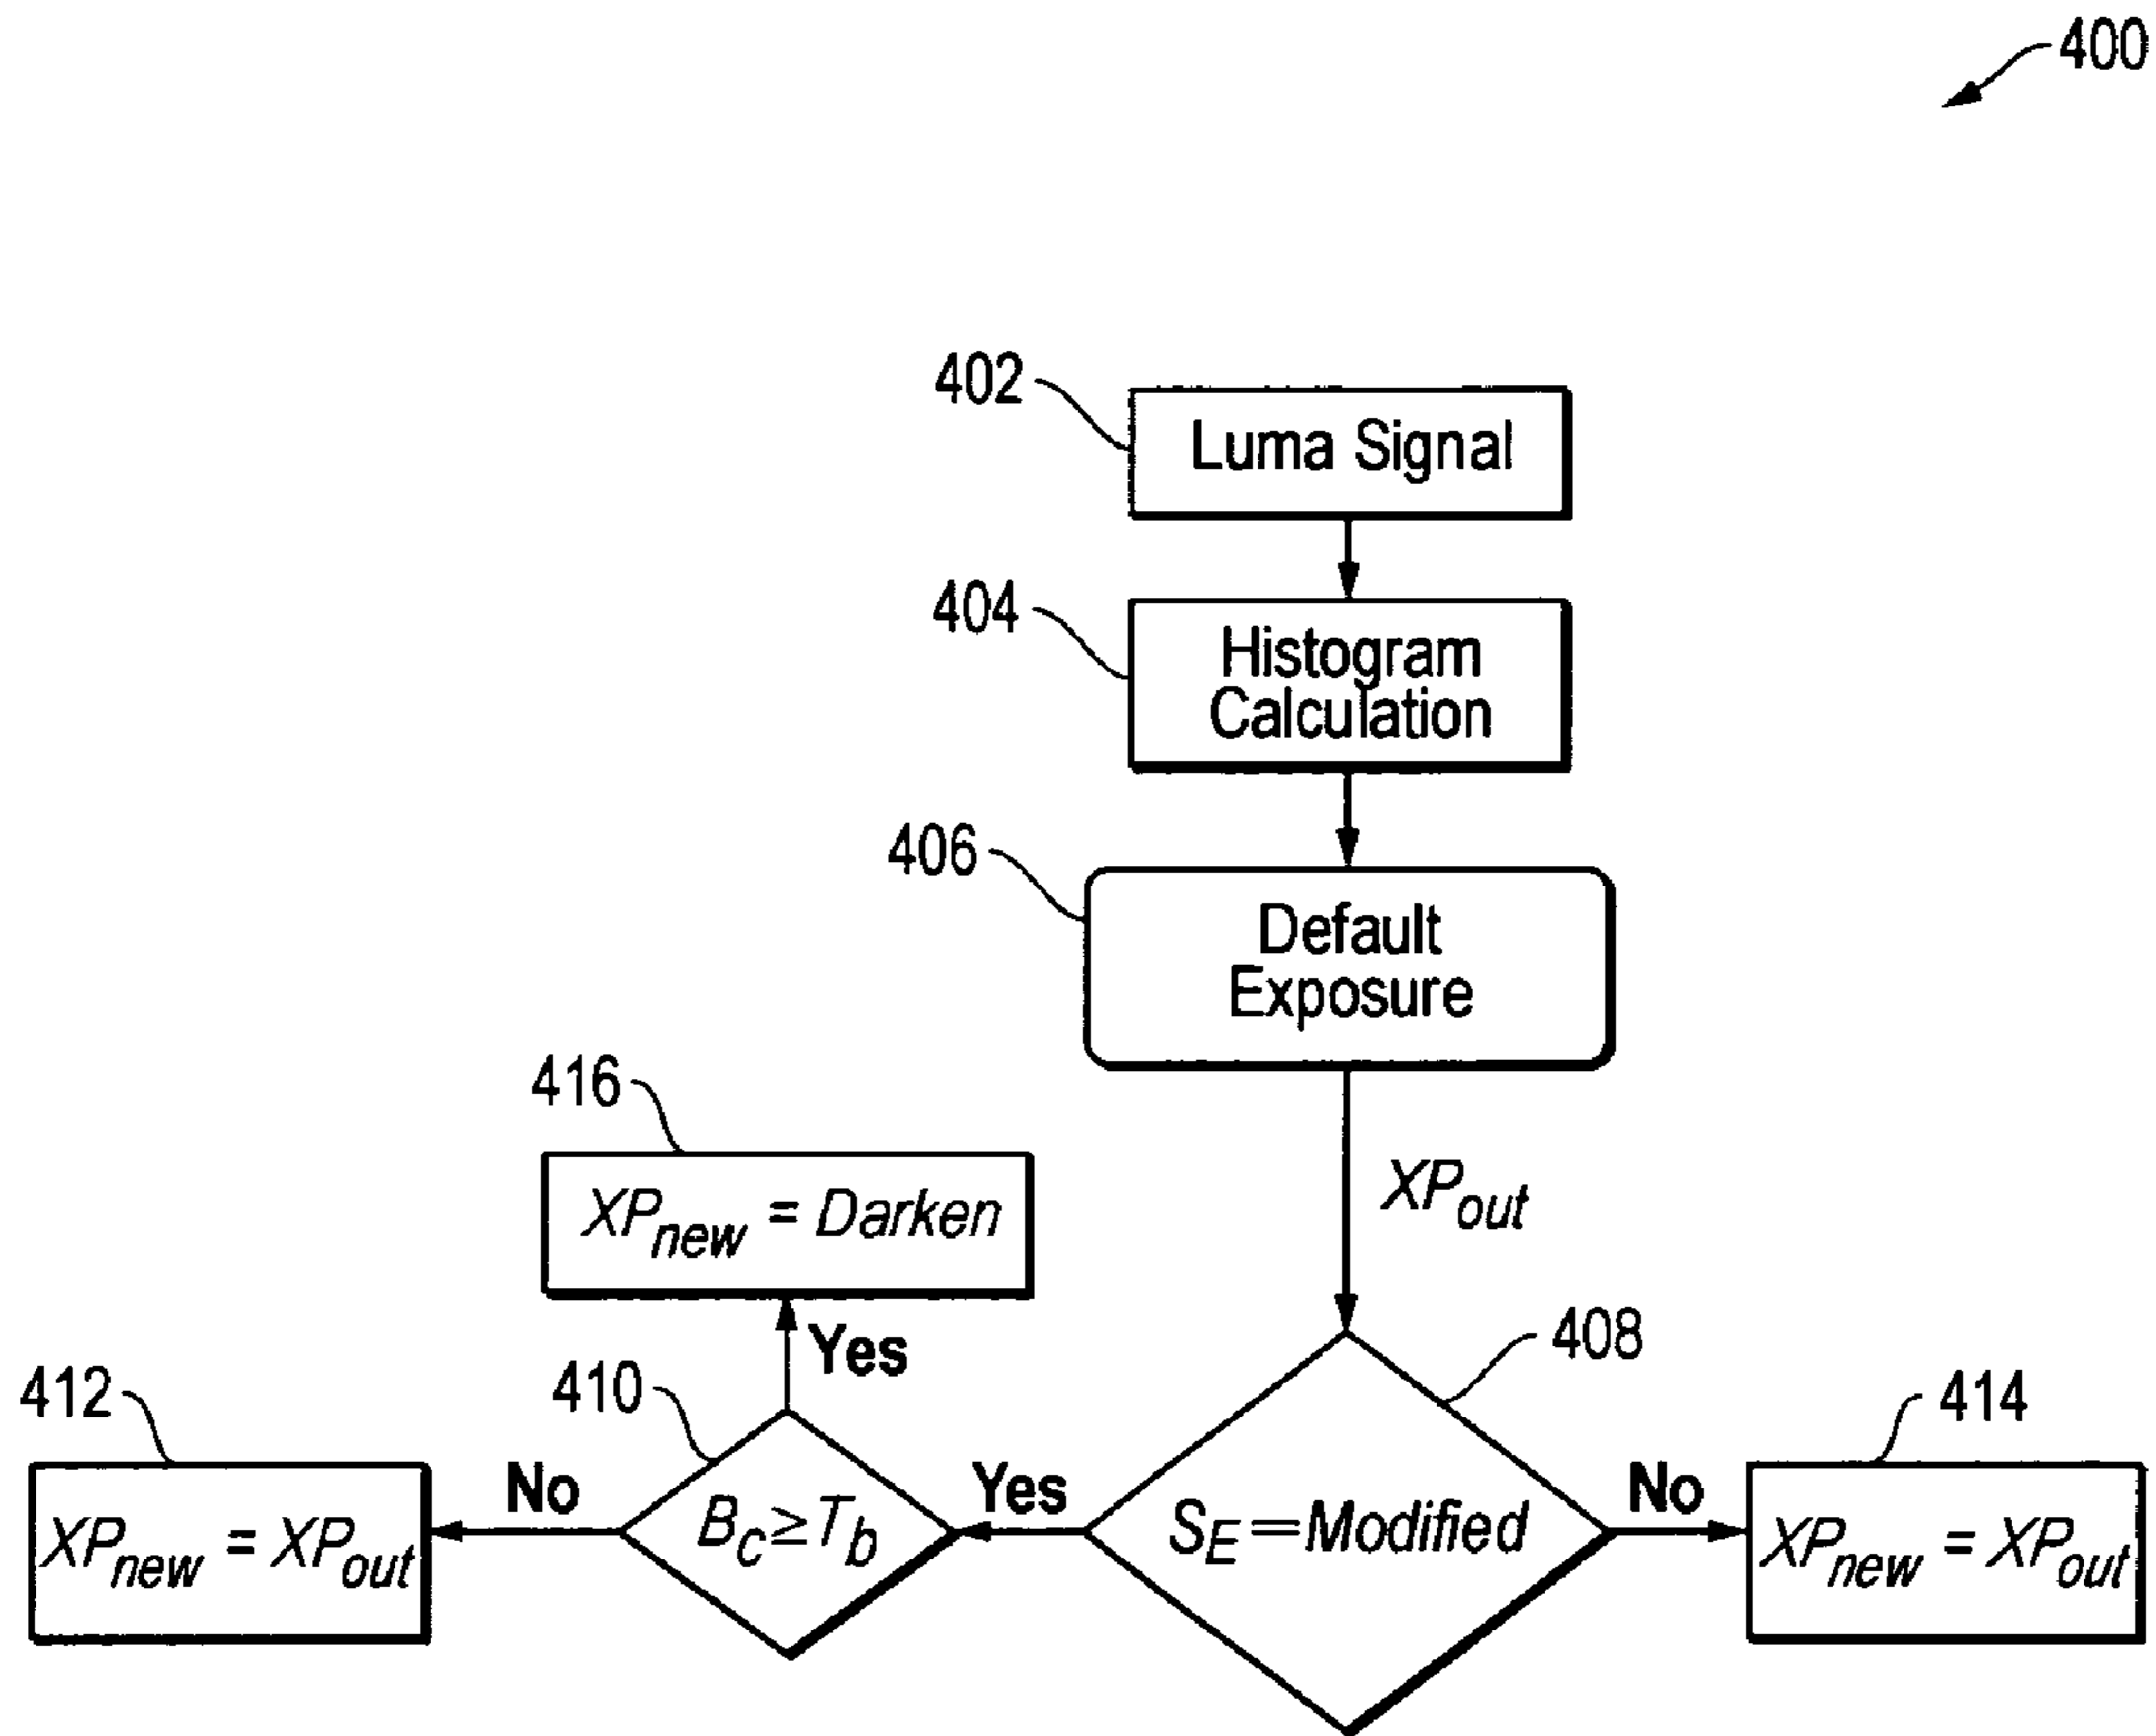 400
402
Luma Signal
404
Histogram
Calculation
406
Default
Exposure
416
XPout
XPnew = Darken
408
Yes
410
412
414
No
Yes
No
XPnew = XPout
Bc≥Tb
SE=Modified
XPnew = XPout